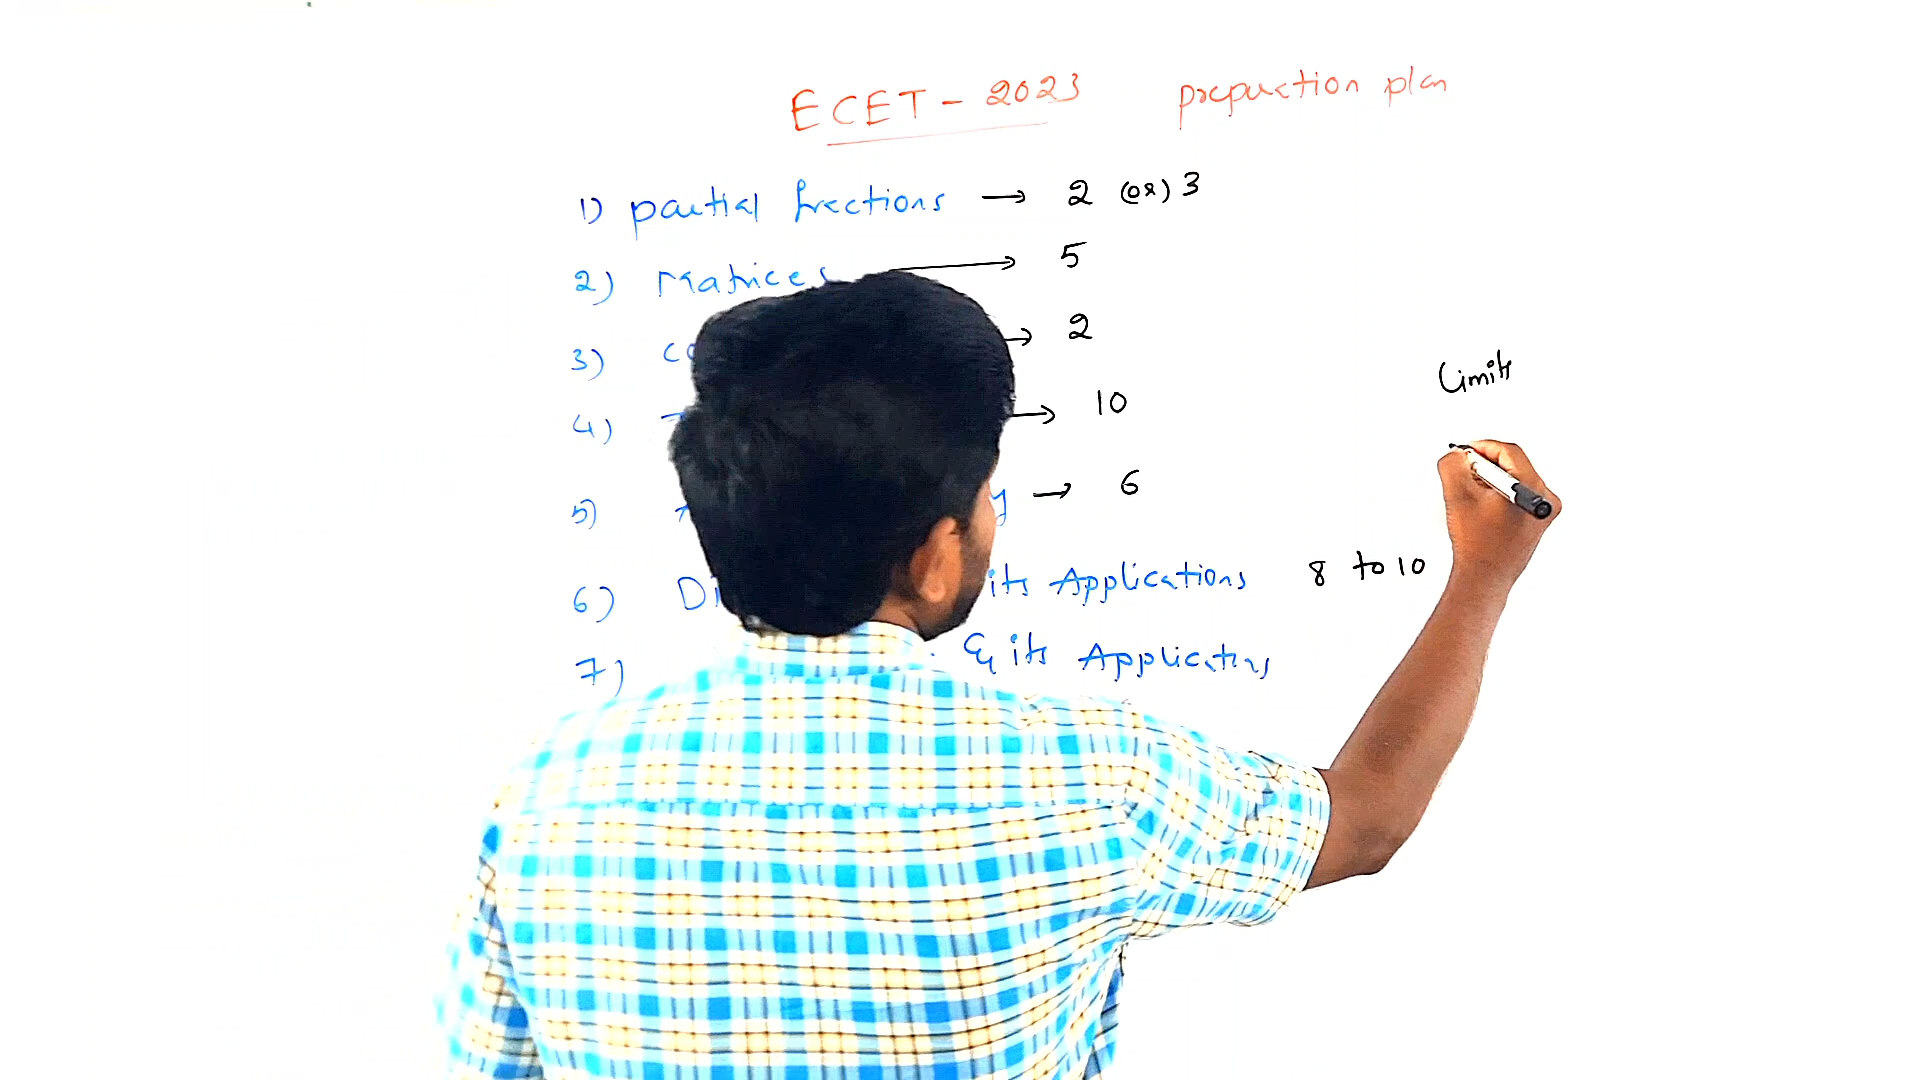 ECET - 2023 preparation plan
1) partial fractions → 2 (or) 3
2) Matrices → 5
3) → 2
4) → 10
5) → 6
6) its Applications 8 to 10
7) & its Applications
Limits